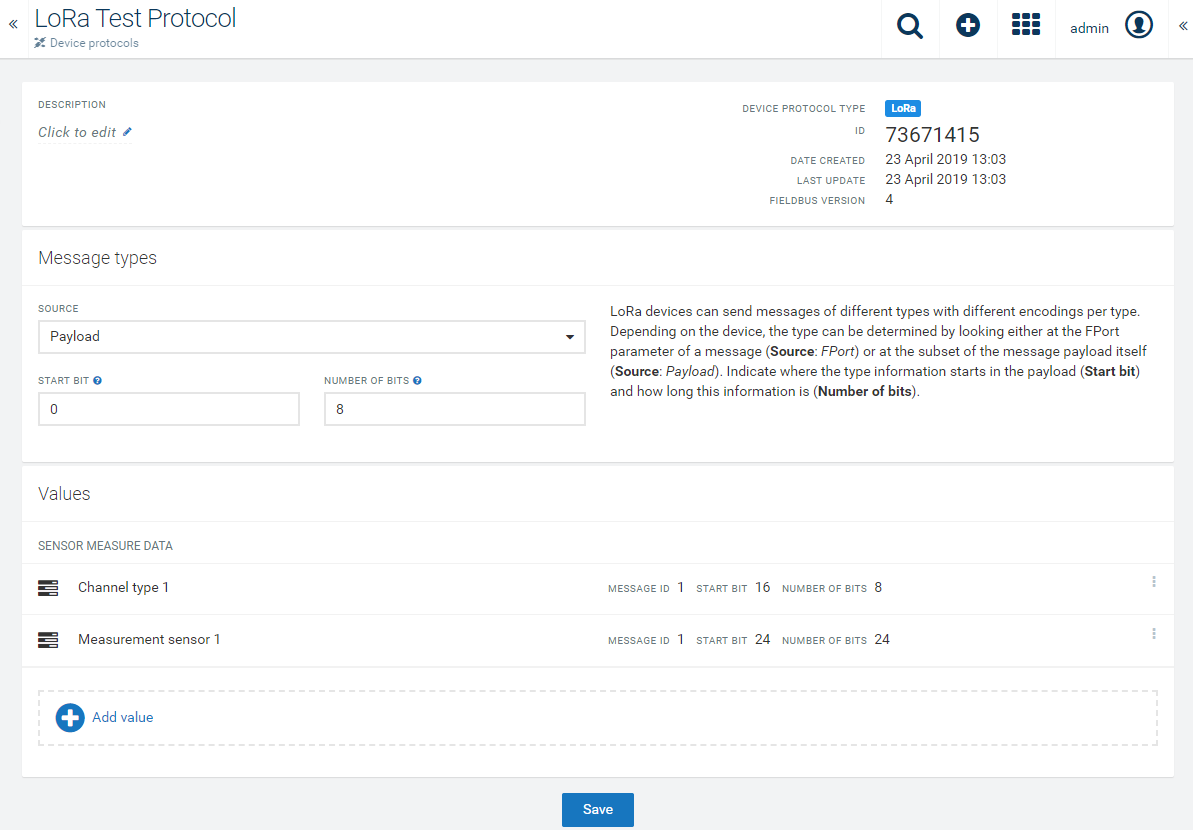 «
LoRa Test Protocol
Device protocols
admin
«
DESCRIPTION
Click to edit
DEVICE PROTOCOL TYPE LoRa
ID 73671415
DATE CREATED 23 April 2019 13:03
LAST UPDATE 23 April 2019 13:03
FIELDBUS VERSION 4
Message types
SOURCE
Payload
START BIT ?
NUMBER OF BITS ?
0
8
LoRa devices can send messages of different types with different encodings per type.
Depending on the device, the type can be determined by looking either at the FPort
parameter of a message (Source: FPort) or at the subset of the message payload itself
(Source: Payload). Indicate where the type information starts in the payload (Start bit)
and how long this information is (Number of bits).
Values
SENSOR MEASURE DATA
Channel type 1 MESSAGE ID 1 START BIT 16 NUMBER OF BITS 8
Measurement sensor 1 MESSAGE ID 1 START BIT 24 NUMBER OF BITS 24
Add value
Save